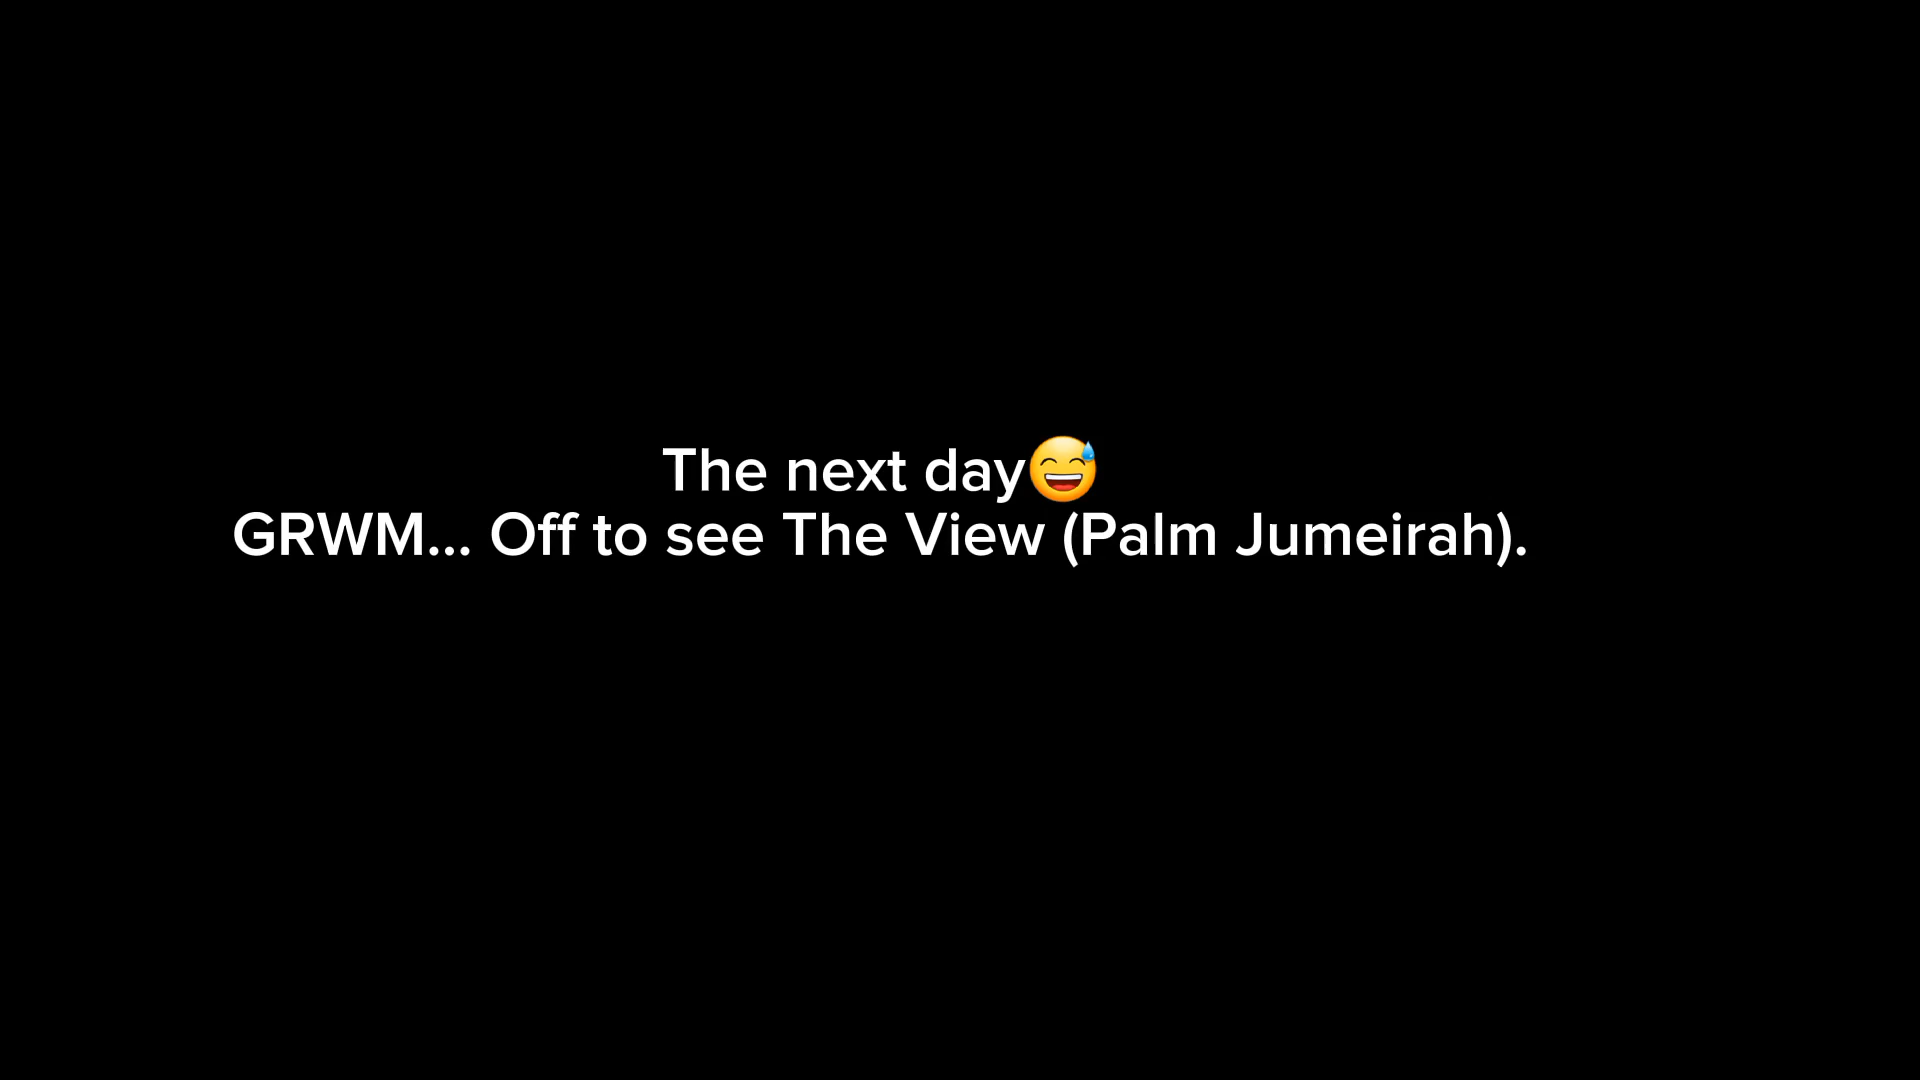 The next day😅
GRWM... Off to see The View (Palm Jumeirah).